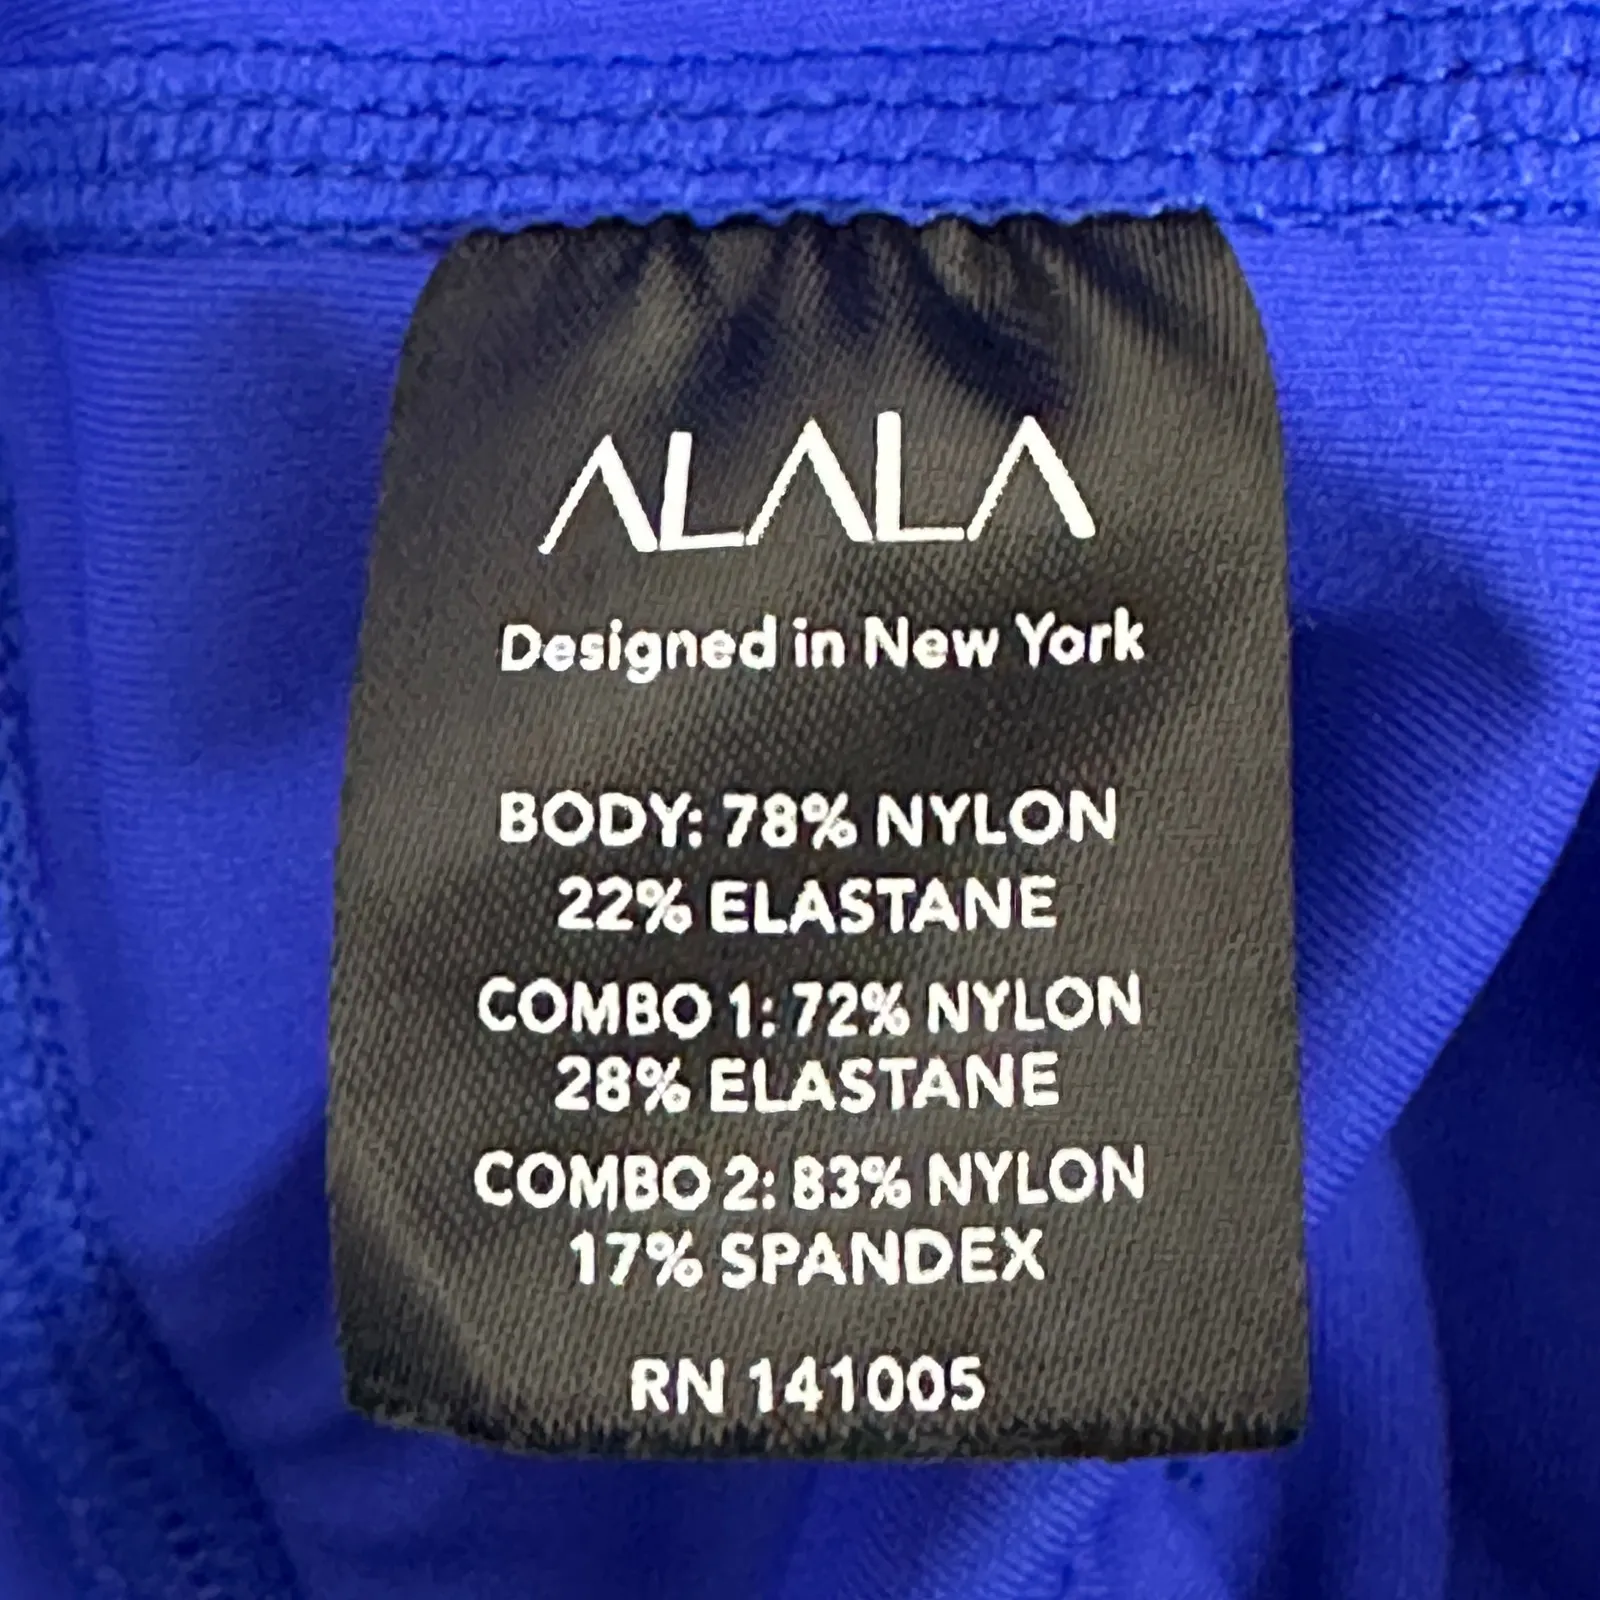 ALALA
Designed in New York
BODY: 78% NYLON
22% ELASTANE
COMBO 1: 72% NYLON
28% ELASTANE
COMBO 2: 83% NYLON
17% SPANDEX
RN 141005